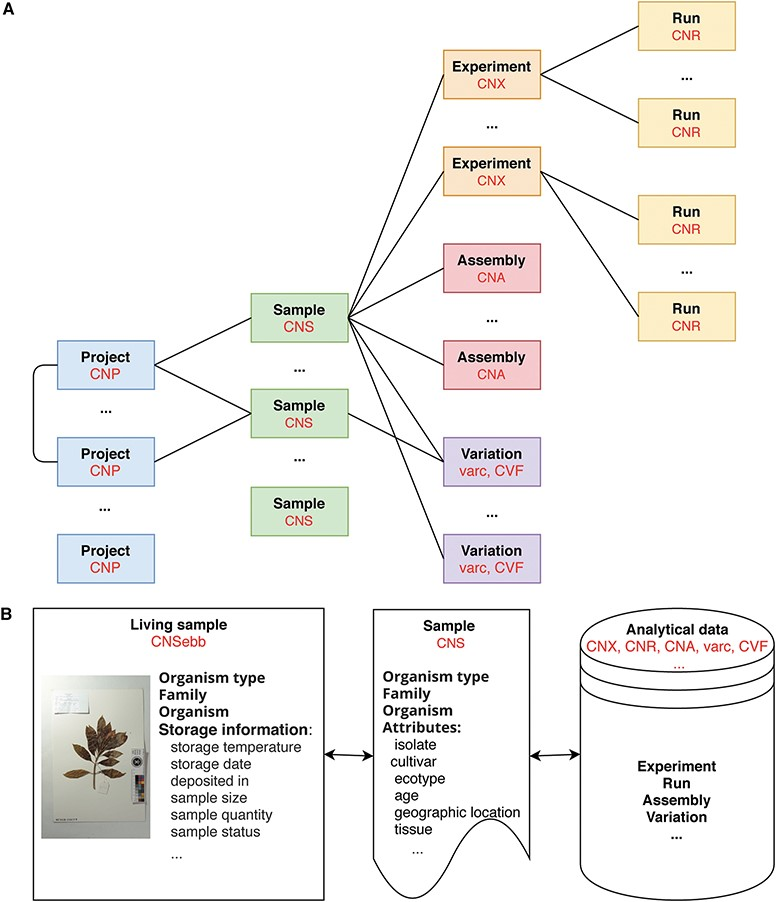 A
Project
CNP
...
Project
CNP
...
Project
CNP
Sample
CNS
...
Sample
CNS
...
Sample
CNS
Experiment
CNX
...
Experiment
CNX
Assembly
CNA
...
Assembly
CNA
Variation
varc, CVF
...
Variation
varc, CVF
Run
CNR
...
Run
CNR
Run
CNR
...
Run
CNR
B
Living sample
CNSebb
Organism type
Family
Organism
Storage information:
storage temperature
storage date
deposited in
sample size
sample quantity
sample status
...
Sample
CNS
Organism type
Family
Organism
Attributes:
isolate
cultivar
ecotype
age
geographic location
tissue
...
Analytical data
CNX, CNR, CNA, varc, CVF
...
Experiment
Run
Assembly
Variation
...